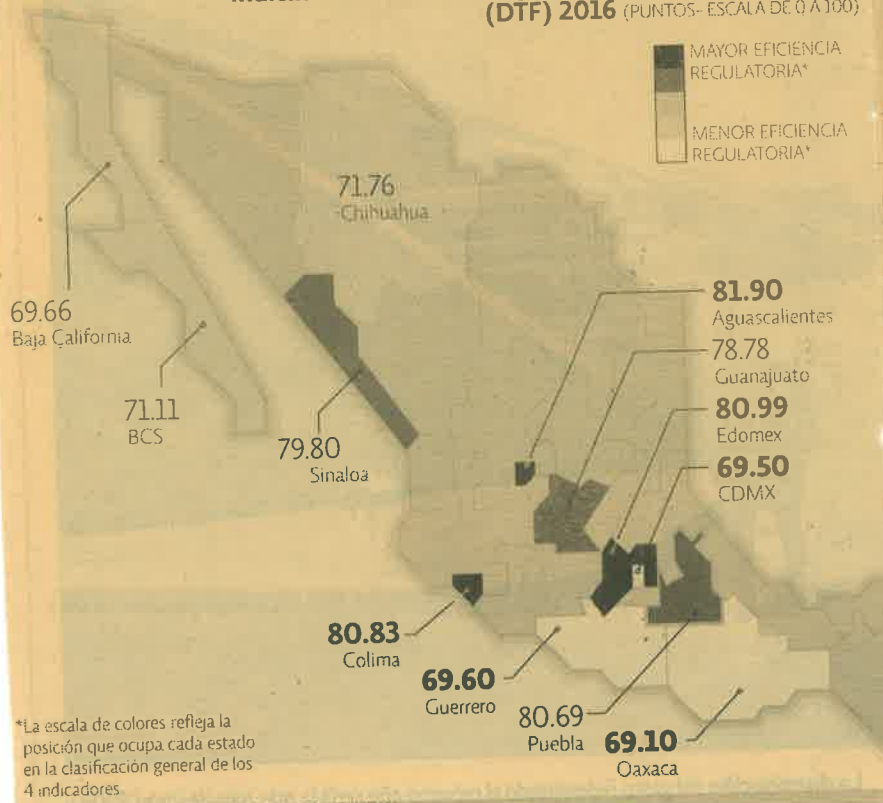 (DTF) 2016 (PUNTOS- ESCALA DE 0 A 100)
MAYOR EFICIENCIA
REGULATORIA*
MENOR EFICIENCIA
REGULATORIA*
71.76
Chihuahua
69.66
Baja California
71.11
BCS
79.80
Sinaloa
81.90
Aguascalientes
78.78
Guanajuato
80.99
Edomex
69.50
CDMX
80.83
Colima
69.60
Guerrero
80.69
Puebla
69.10
Oaxaca
*La escala de colores refleja la
posición que ocupa cada estado
en la clasificación general de los
4 indicadores